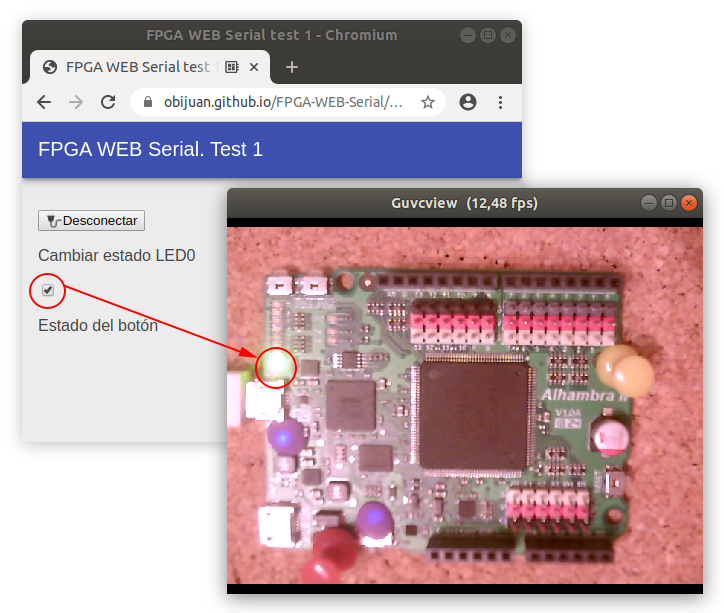 FPGA WEB Serial test 1 - Chromium
FPGA WEB Serial test
obijuan.github.io/FPGA-WEB-Serial/...
FPGA WEB Serial. Test 1
Desconectar
Cambiar estado LED0
Estado del botón
Guvcview (12,48 fps)
Alhambra II
V1.0A